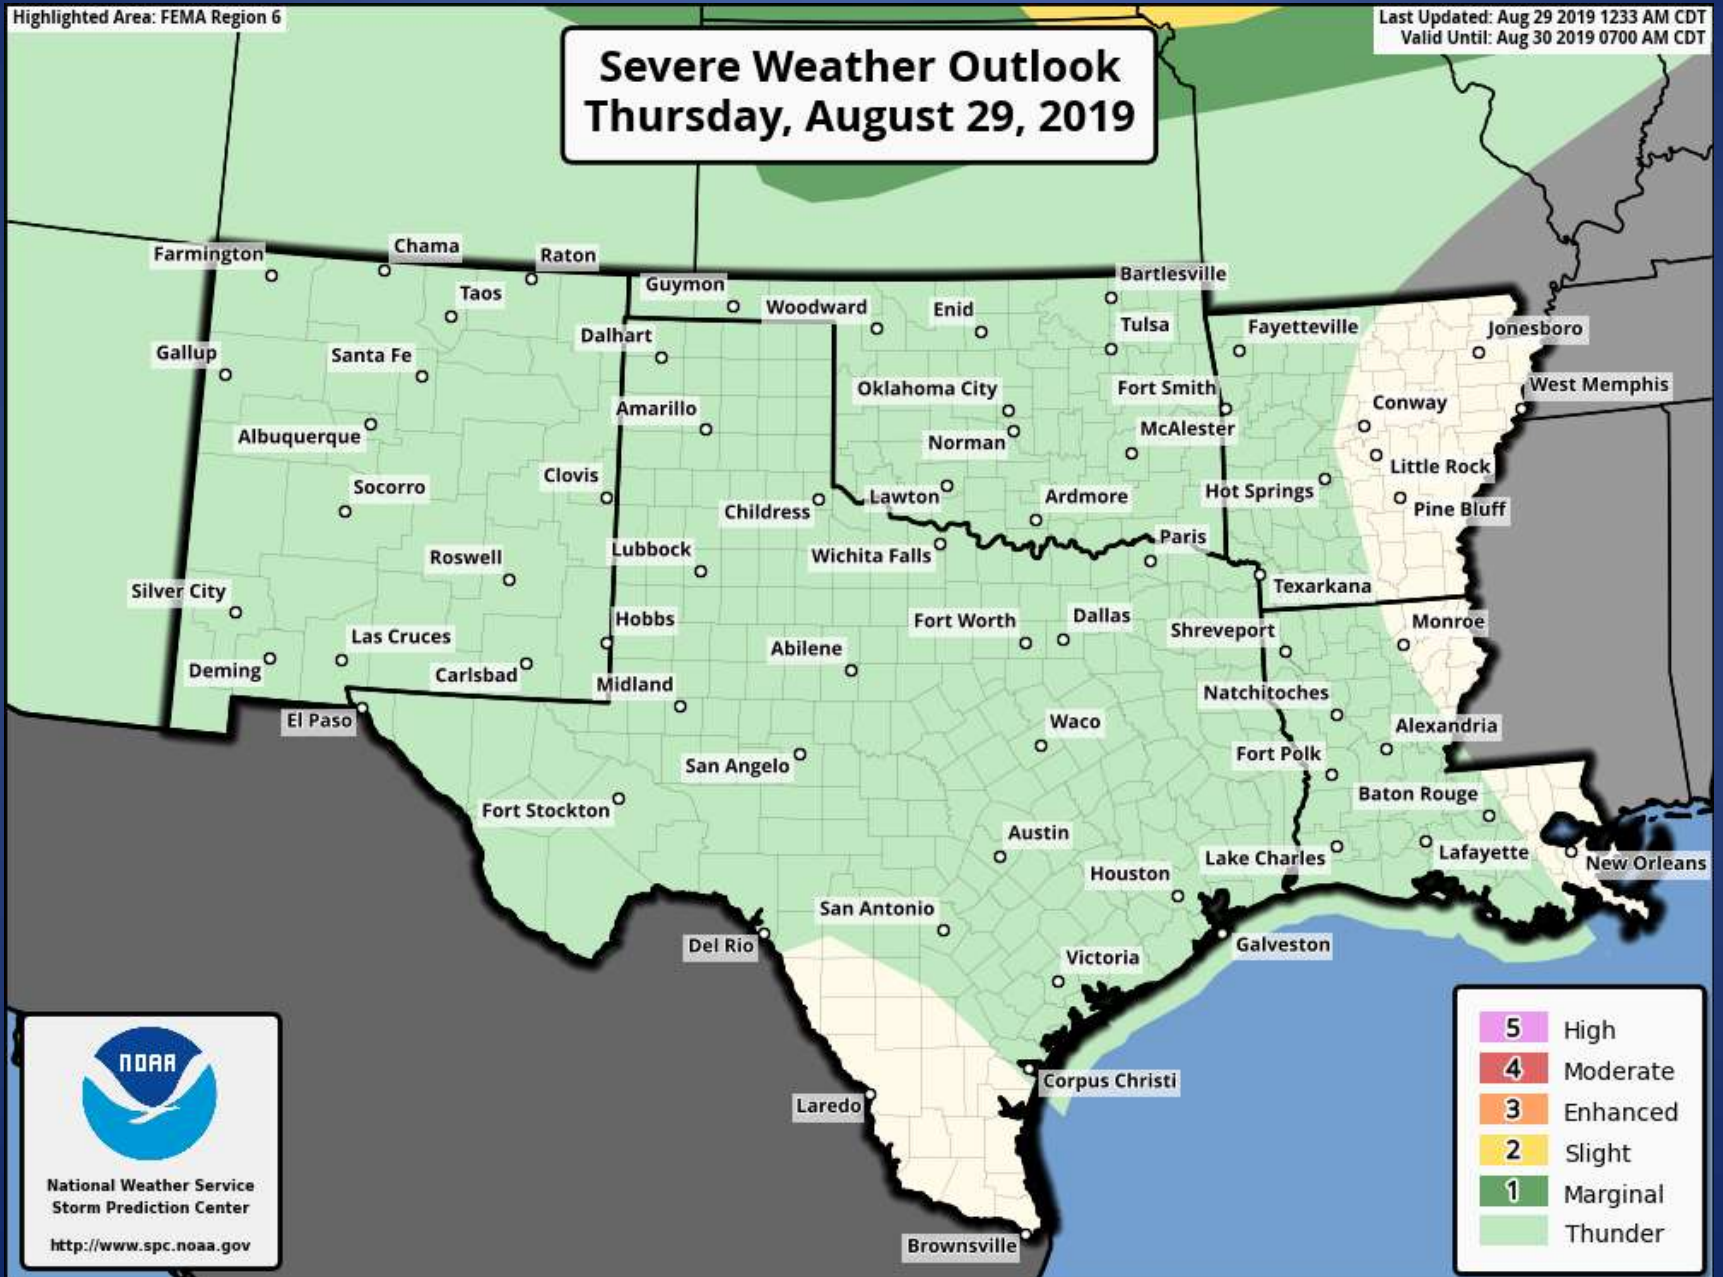 Highlighted Area: FEMA Region 6
Last Updated: Aug 29 2019 1233 AM CDT
Valid Until: Aug 30 2019 0700 AM CDT
Severe Weather Outlook
Thursday, August 29, 2019
Farmington
Chama
Raton
Taos
Guymon
Woodward
Enid
Bartlesville
Tulsa
Fayetteville
Jonesboro
Gallup
Santa Fe
Dalhart
Oklahoma City
Fort Smith
West Memphis
Amarillo
Conway
Albuquerque
Norman
McAlester
Little Rock
Socorro
Clovis
Childress
Lawton
Ardmore
Hot Springs
Pine Bluff
Roswell
Lubbock
Wichita Falls
Paris
Texarkana
Silver City
Hobbs
Fort Worth
Dallas
Shreveport
Monroe
Las Cruces
Abilene
Deming
Carlsbad
Midland
Natchitoches
El Paso
Waco
Alexandria
San Angelo
Fort Polk
Fort Stockton
Baton Rouge
Austin
Lake Charles
Lafayette
New Orleans
Houston
San Antonio
Del Rio
Galveston
Victoria
Corpus Christi
Laredo
Brownsville
NOAA
National Weather Service
Storm Prediction Center
http://www.spc.noaa.gov
5 High
4 Moderate
3 Enhanced
2 Slight
1 Marginal
Thunder